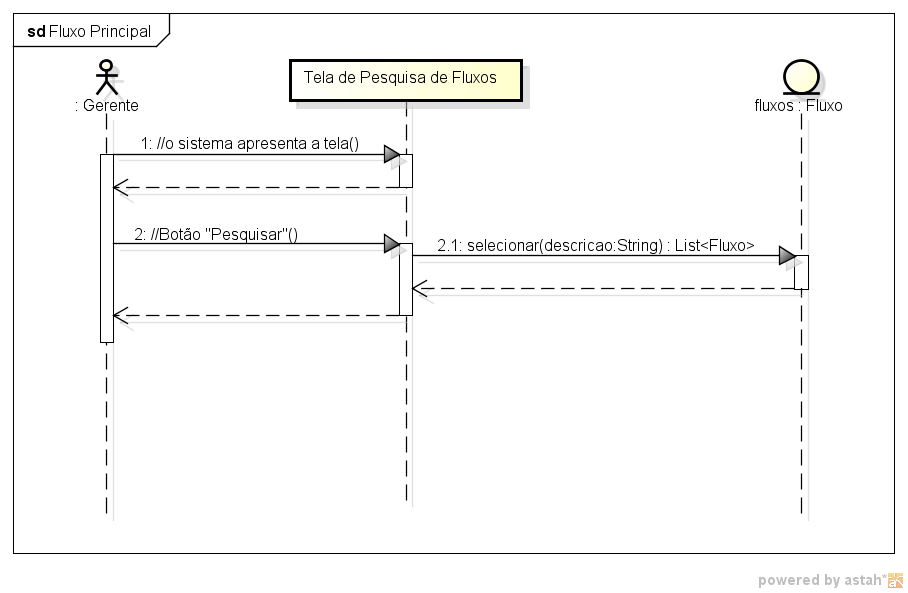 sd Fluxo Principal
: Gerente
Tela de Pesquisa de Fluxos
fluxos : Fluxo
1: //o sistema apresenta a tela()
2: //Botão "Pesquisar"()
2.1: selecionar(descricao:String) : List<Fluxo>
powered by astah*